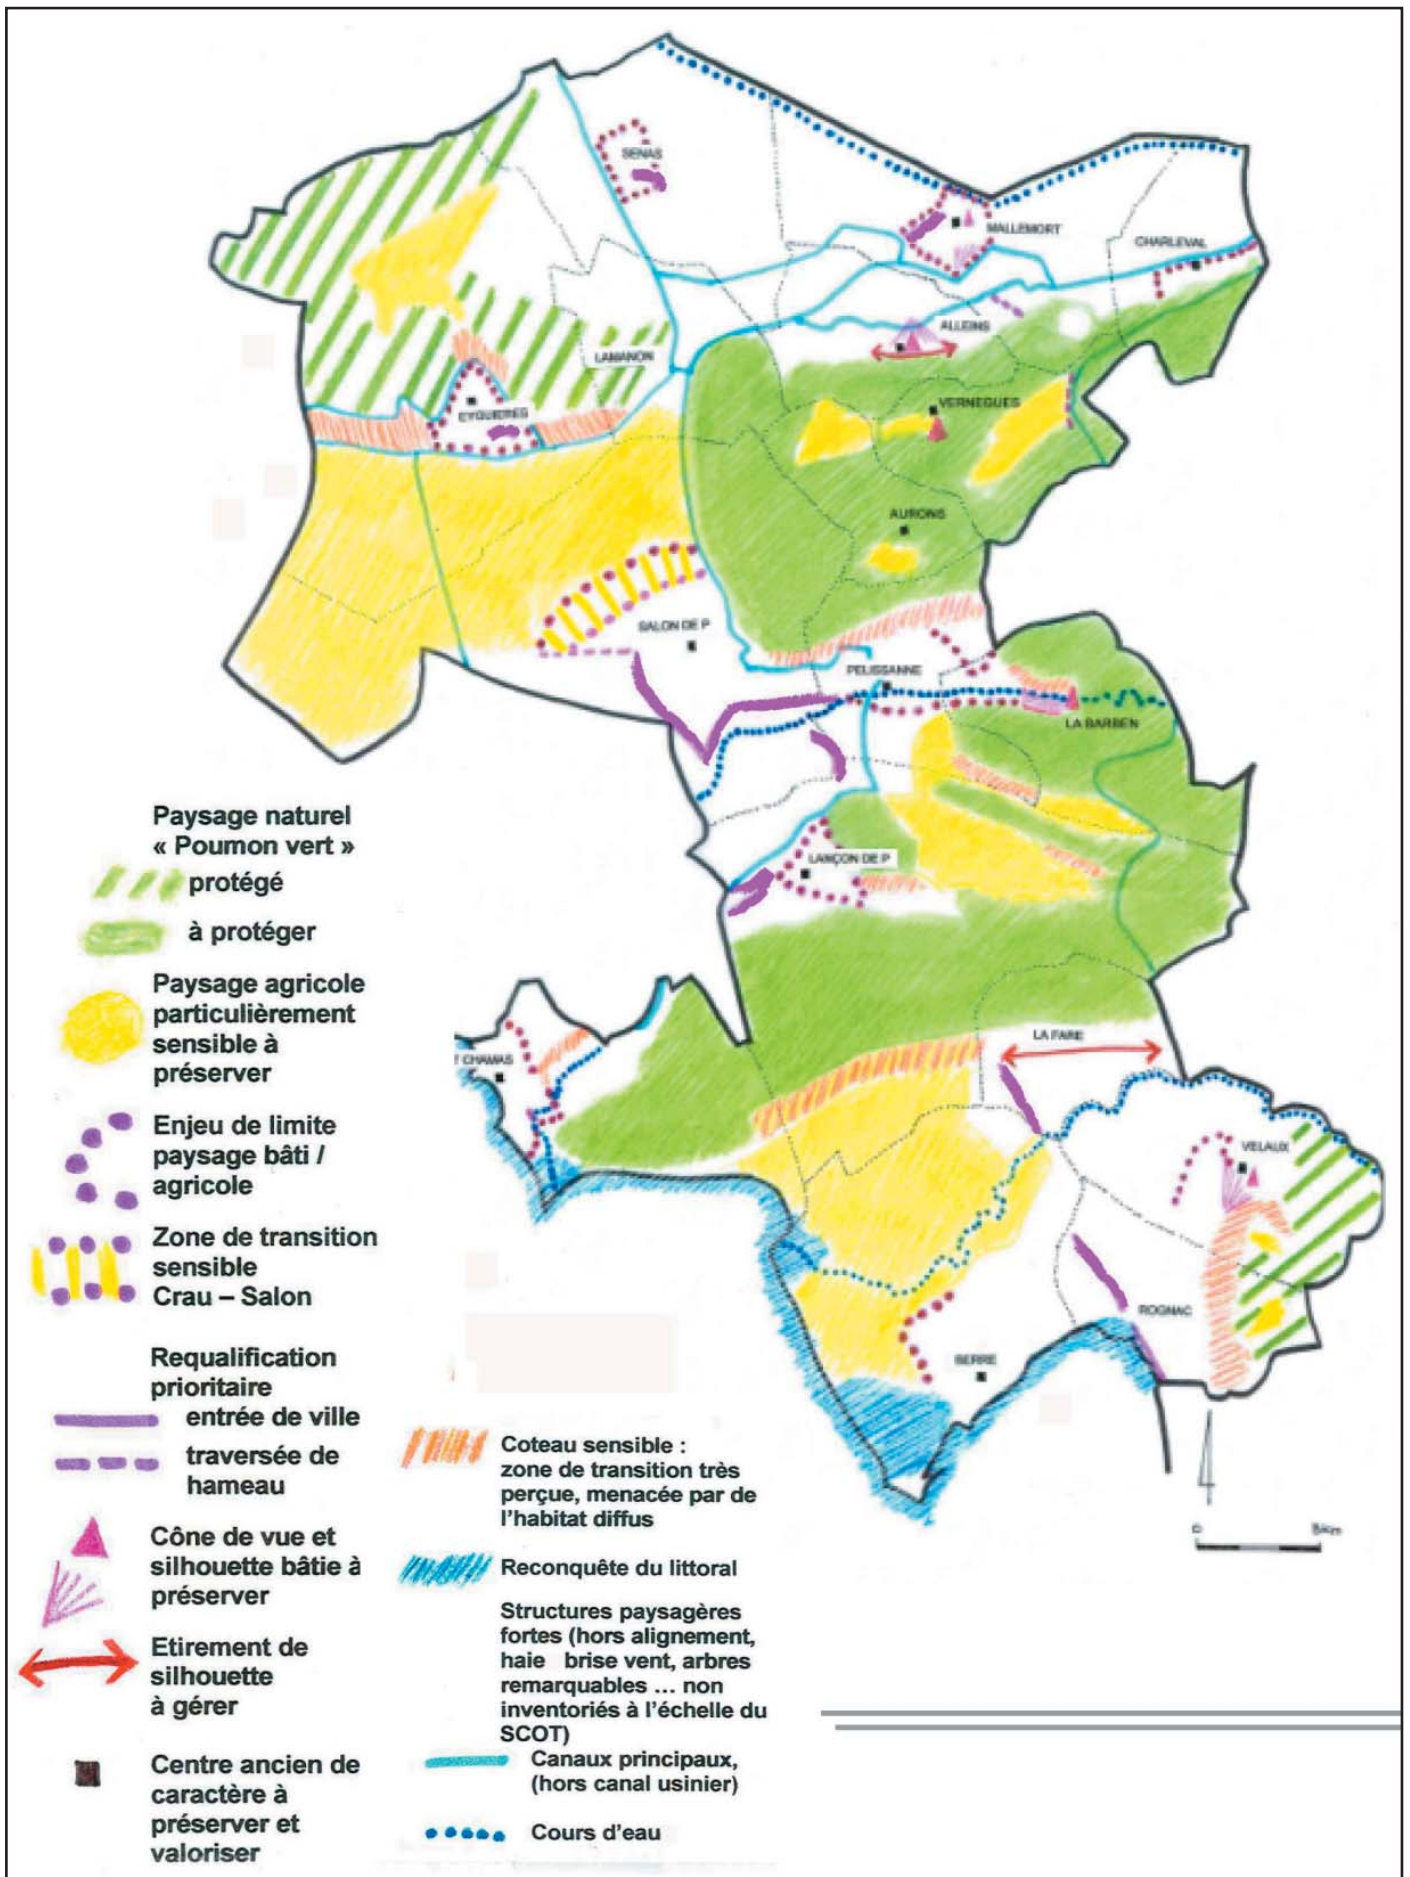 SENAS
MALLEMORT
CHARLEVAL
ALLEINS
LAMANON
VERNEGUES
EYGUIERES
AURONS
SALON DE P
PELISSANNE
LA BARBEN
LANÇON DE P
LA FARE
T CHAMAS
VELAUX
ROGNAC
BERRE
0 5km
Paysage naturel
« Poumon vert »
protégé
à protéger
Paysage agricole
particulièrement
sensible à
préserver
Enjeu de limite
paysage bâti /
agricole
Zone de transition
sensible
Crau – Salon
Requalification
prioritaire
entrée de ville
traversée de
hameau
Cône de vue et
silhouette bâtie à
préserver
Etirement de
silhouette
à gérer
Centre ancien de
caractère à
préserver et
valoriser
Coteau sensible :
zone de transition très
perçue, menacée par de
l'habitat diffus
Reconquête du littoral
Structures paysagères
fortes (hors alignement,
haie brise vent, arbres
remarquables … non
inventoriés à l'échelle du
SCOT)
Canaux principaux,
(hors canal usinier)
Cours d'eau